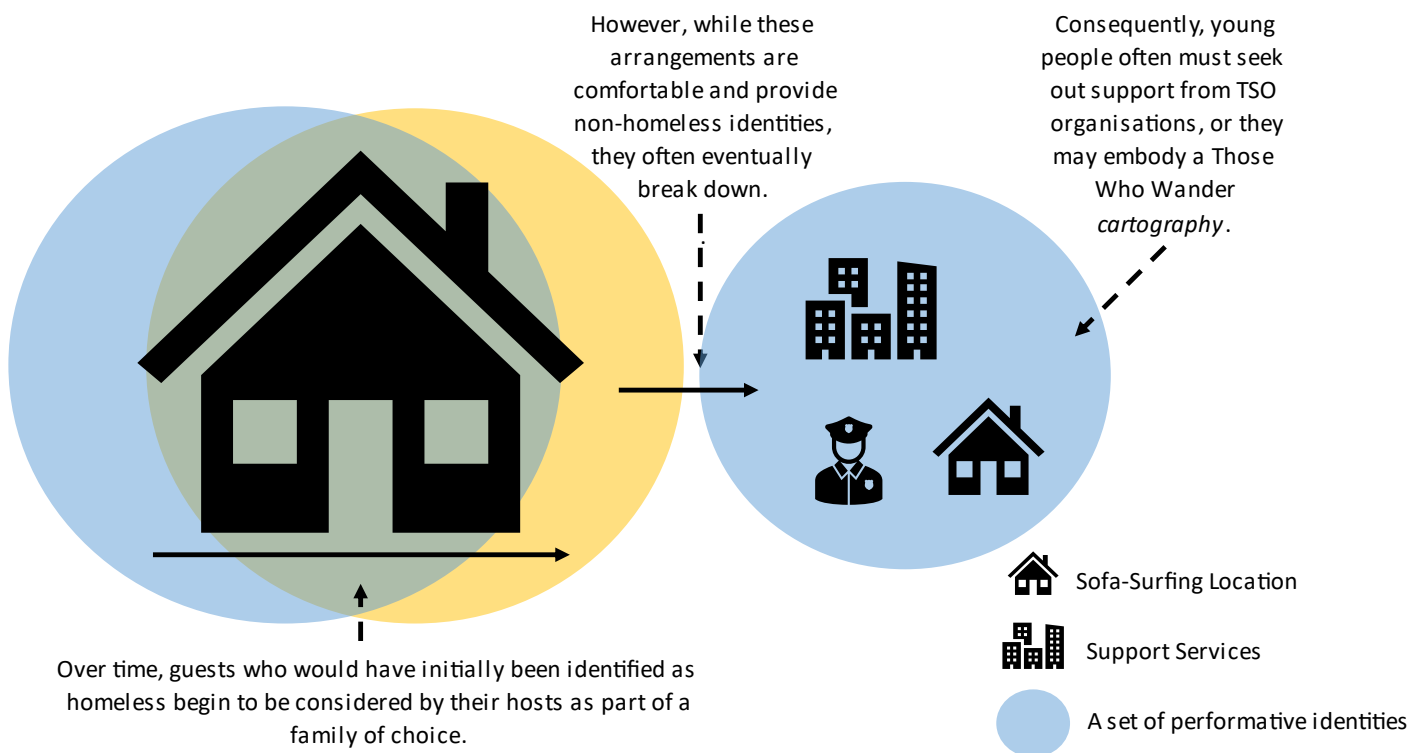 However, while these
arrangements are
comfortable and provide
non-homeless identities,
they often eventually
break down.
.
Consequently, young
people often must seek
out support from TSO
organisations, or they
may embody a Those
Who Wander
cartography.
Over time, guests who would have initially been identified as
homeless begin to be considered by their hosts as part of a
family of choice.
Sofa-Surfing Location
Support Services
A set of performative identities